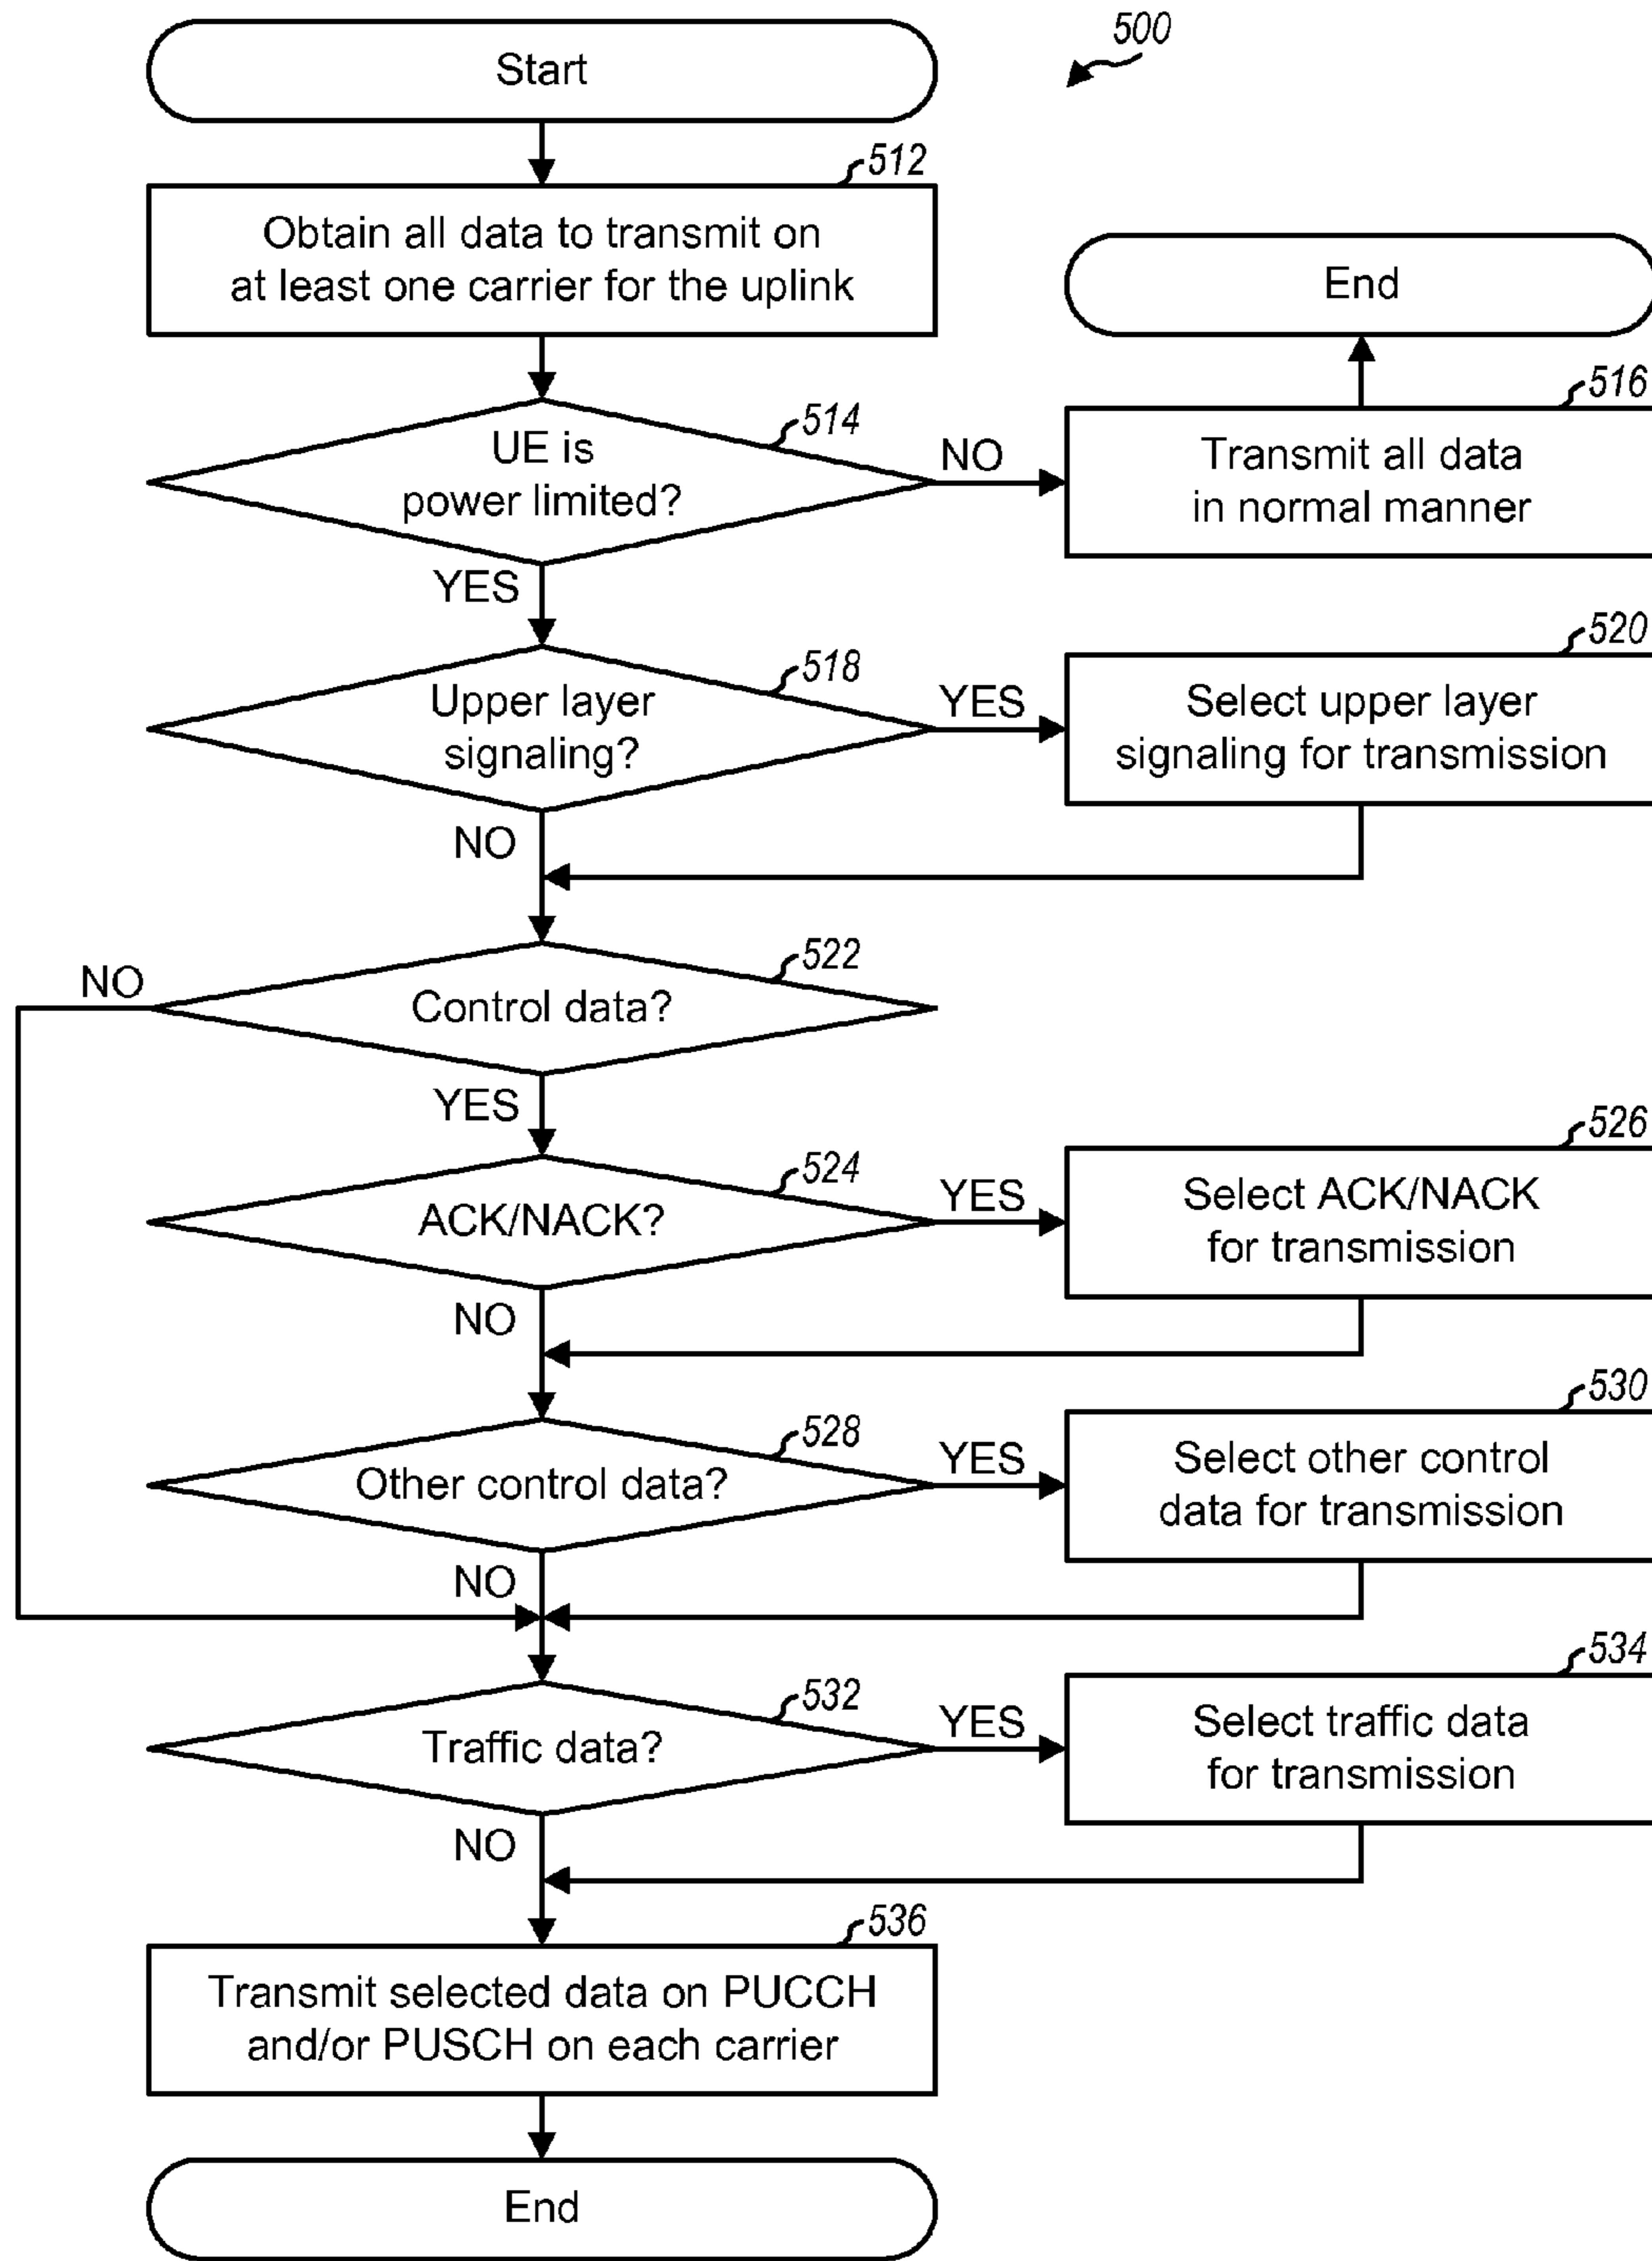 Start
500
512
Obtain all data to transmit on
at least one carrier for the uplink
End
514
UE is
power limited?
NO
516
Transmit all data
in normal manner
YES
518
Upper layer
signaling?
YES
520
Select upper layer
signaling for transmission
NO
522
NO
Control data?
YES
524
ACK/NACK?
YES
526
Select ACK/NACK
for transmission
NO
528
Other control data?
YES
530
Select other control
data for transmission
NO
532
Traffic data?
YES
534
Select traffic data
for transmission
NO
536
Transmit selected data on PUCCH
and/or PUSCH on each carrier
End